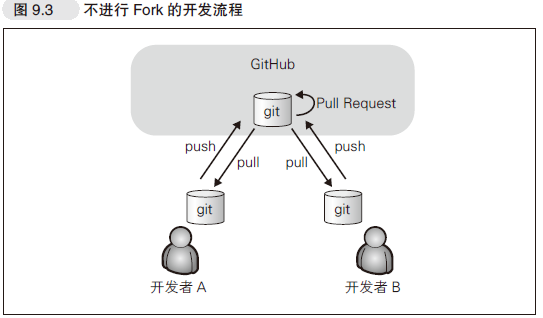 图 9.3 不进行 Fork 的开发流程
GitHub
git
Pull Request
push
pull
pull
push
git
git
开发者 A
开发者 B